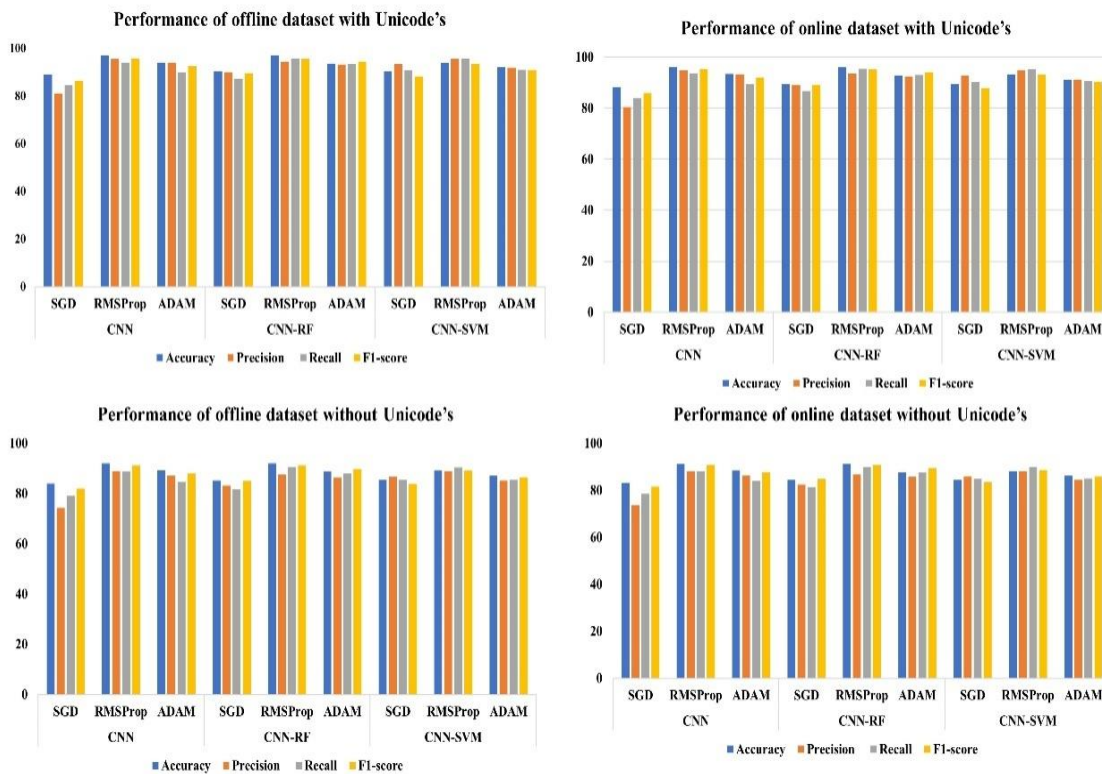 Performance of offline dataset with Unicode's
100
80
60
40
20
0
SGD RMSProp ADAM SGD RMSProp ADAM SGD RMSProp ADAM
CNN CNN-RF CNN-SVM
Accuracy Precision Recall F1-score
Performance of online dataset with Unicode's
100
80
60
40
20
0
SGD RMSProp ADAM SGD RMSProp ADAM SGD RMSProp ADAM
CNN CNN-RF CNN-SVM
Accuracy Precision Recall F1-score
Performance of offline dataset without Unicode's
100
80
60
40
20
0
SGD RMSProp ADAM SGD RMSProp ADAM SGD RMSProp ADAM
CNN CNN-RF CNN-SVM
Accuracy Precision Recall F1-score
Performance of online dataset without Unicode's
100
80
60
40
20
0
SGD RMSProp ADAM SGD RMSProp ADAM SGD RMSProp ADAM
CNN CNN-RF CNN-SVM
Accuracy Precision Recall F1-score